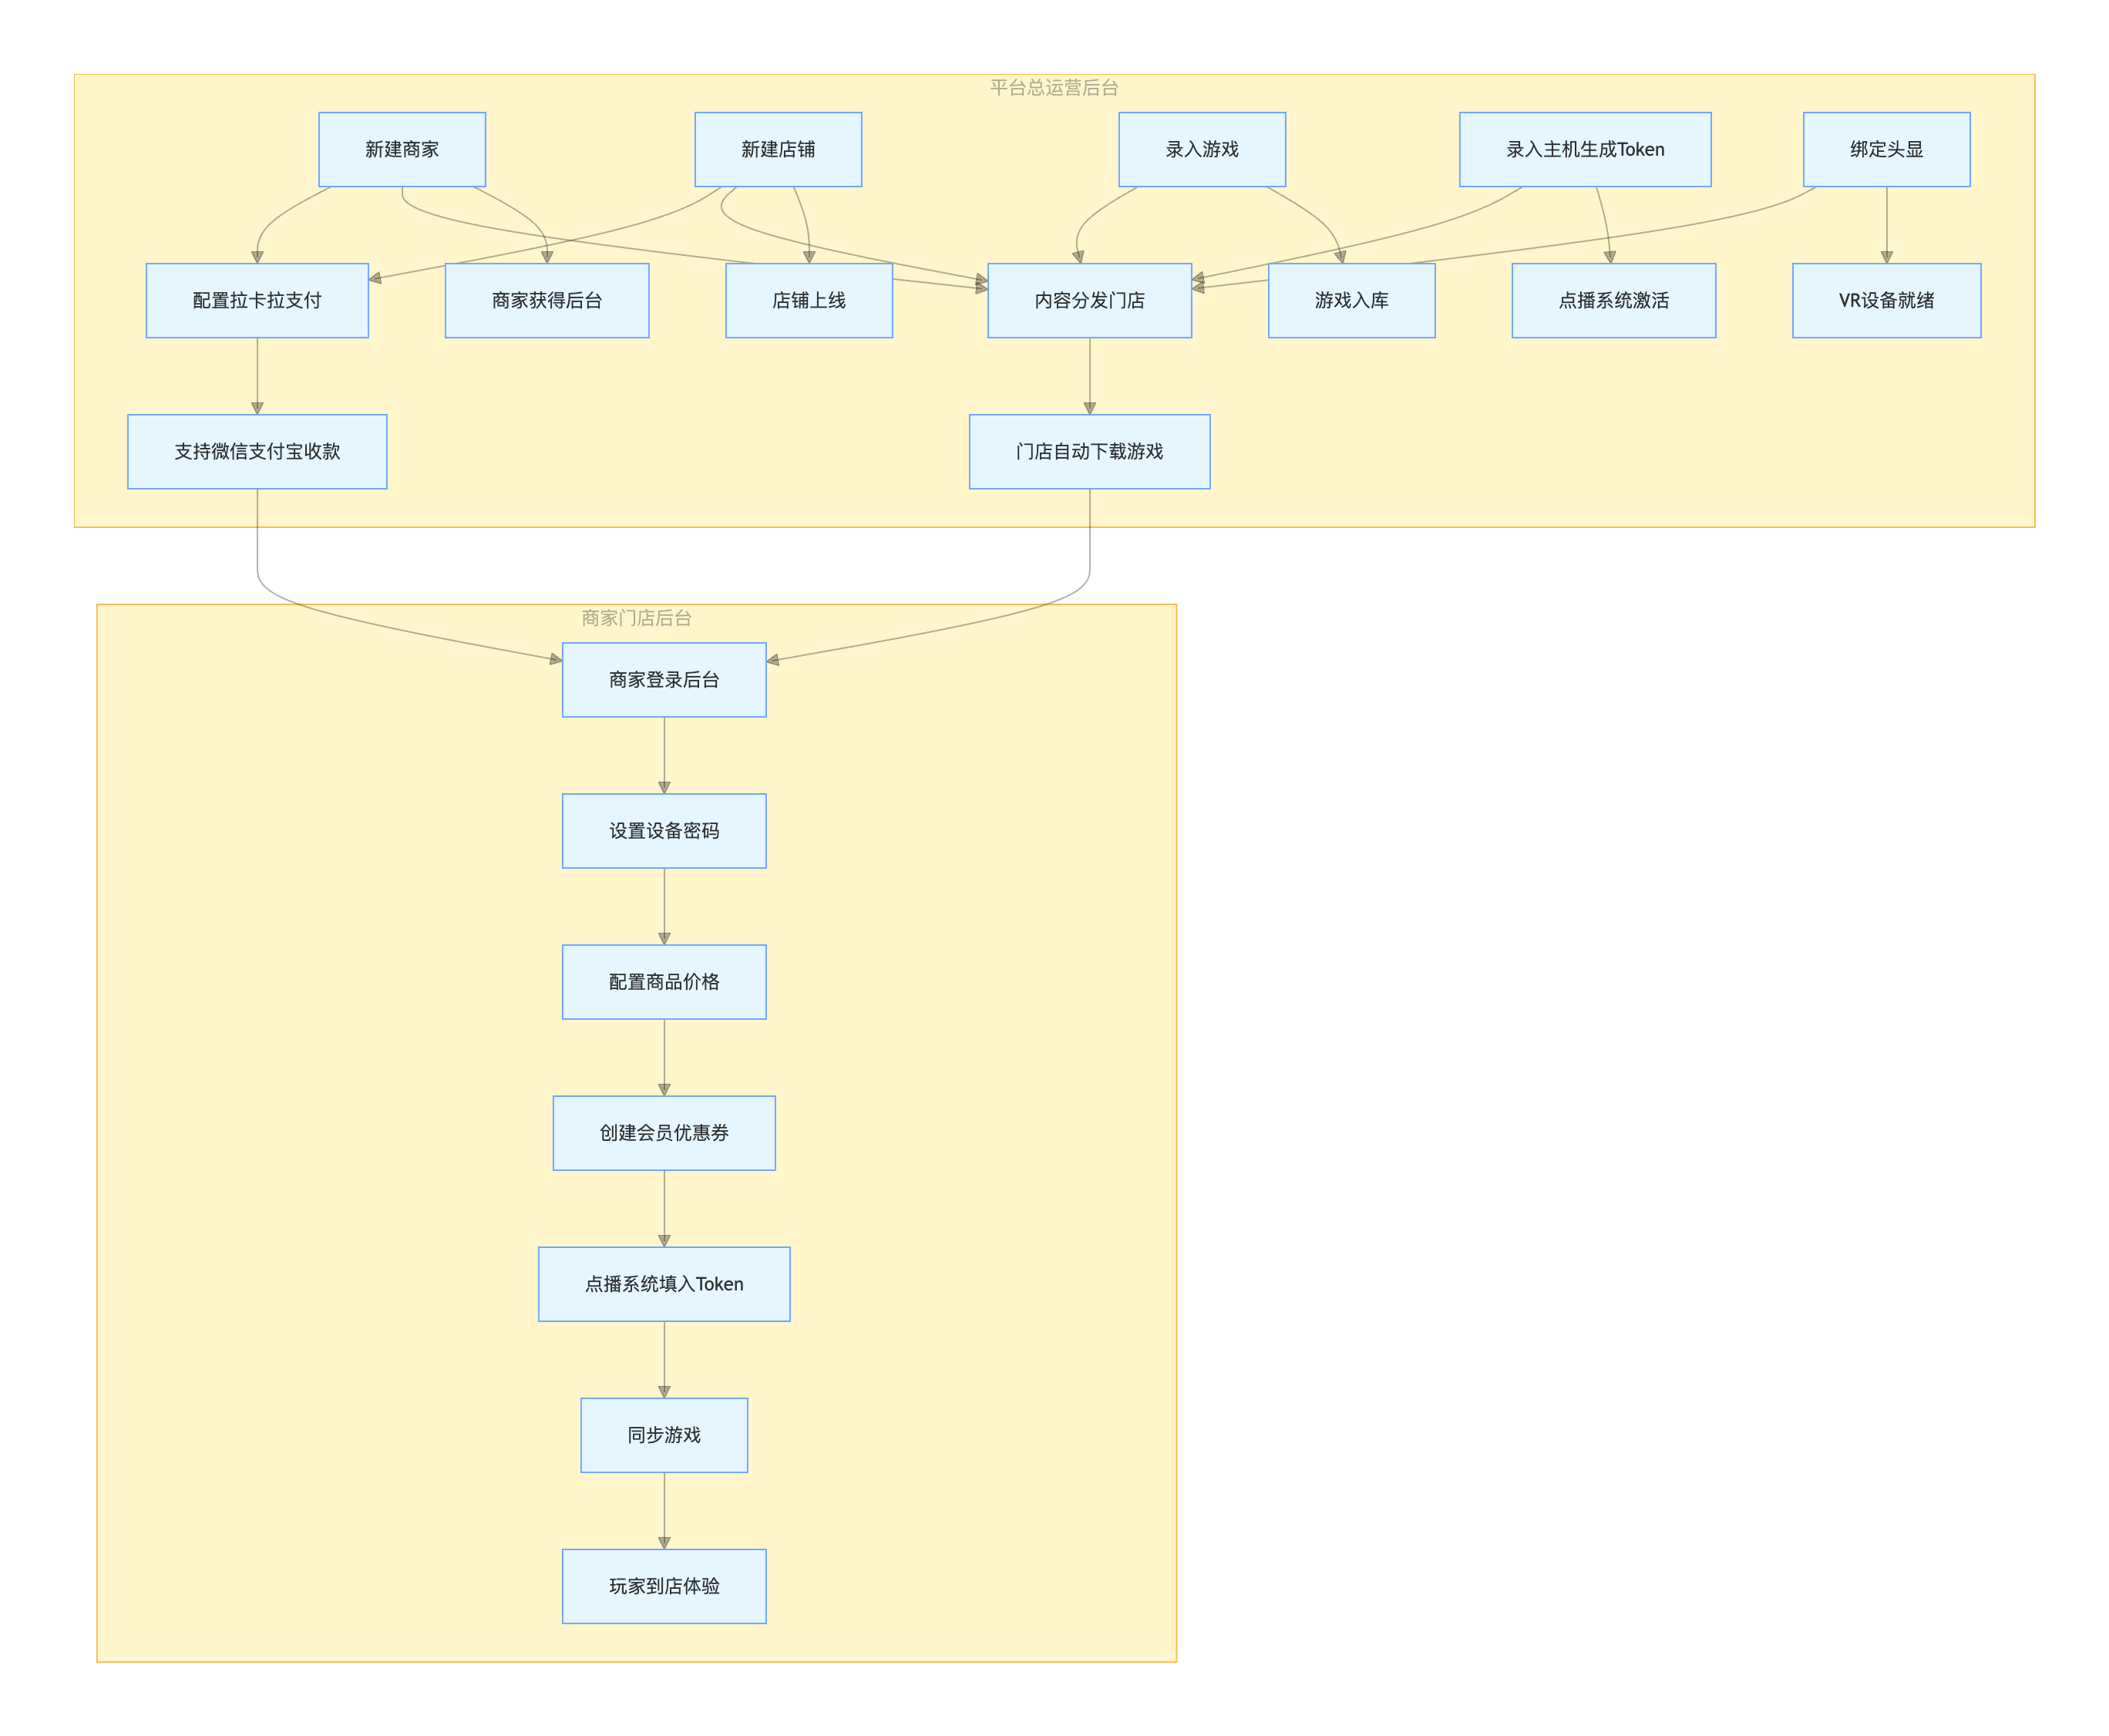 平台总运营后台
新建商家
新建店铺
录入游戏
录入主机生成Token
绑定头显
配置拉卡拉支付
商家获得后台
店铺上线
内容分发门店
游戏入库
点播系统激活
VR设备就绪
支持微信支付宝收款
门店自动下载游戏
商家门店后台
商家登录后台
设置设备密码
配置商品价格
创建会员优惠券
点播系统填入Token
同步游戏
玩家到店体验